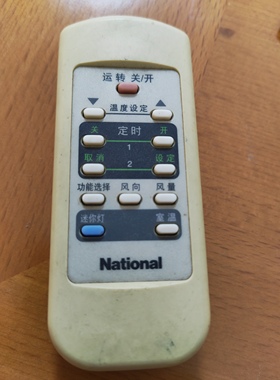 运转 关/开
温度设定
关 定时 开
1
取消 2 设定
功能选择 风向 风量
迷你灯 室温
National